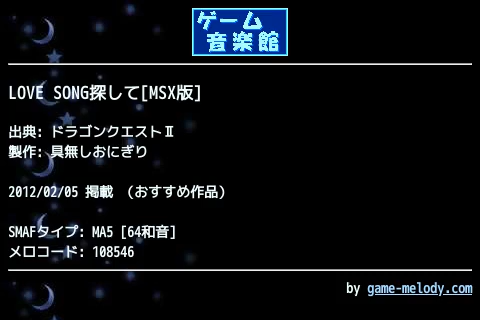 ゲーム
音楽館
LOVE SONG探して[MSX版]
出典: ドラゴンクエストⅡ
製作: 具無しおにぎり
2012/02/05 掲載 (おすすめ作品)
SMAFタイプ: MA5 [64和音]
メロコード: 108546
by game-melody.com